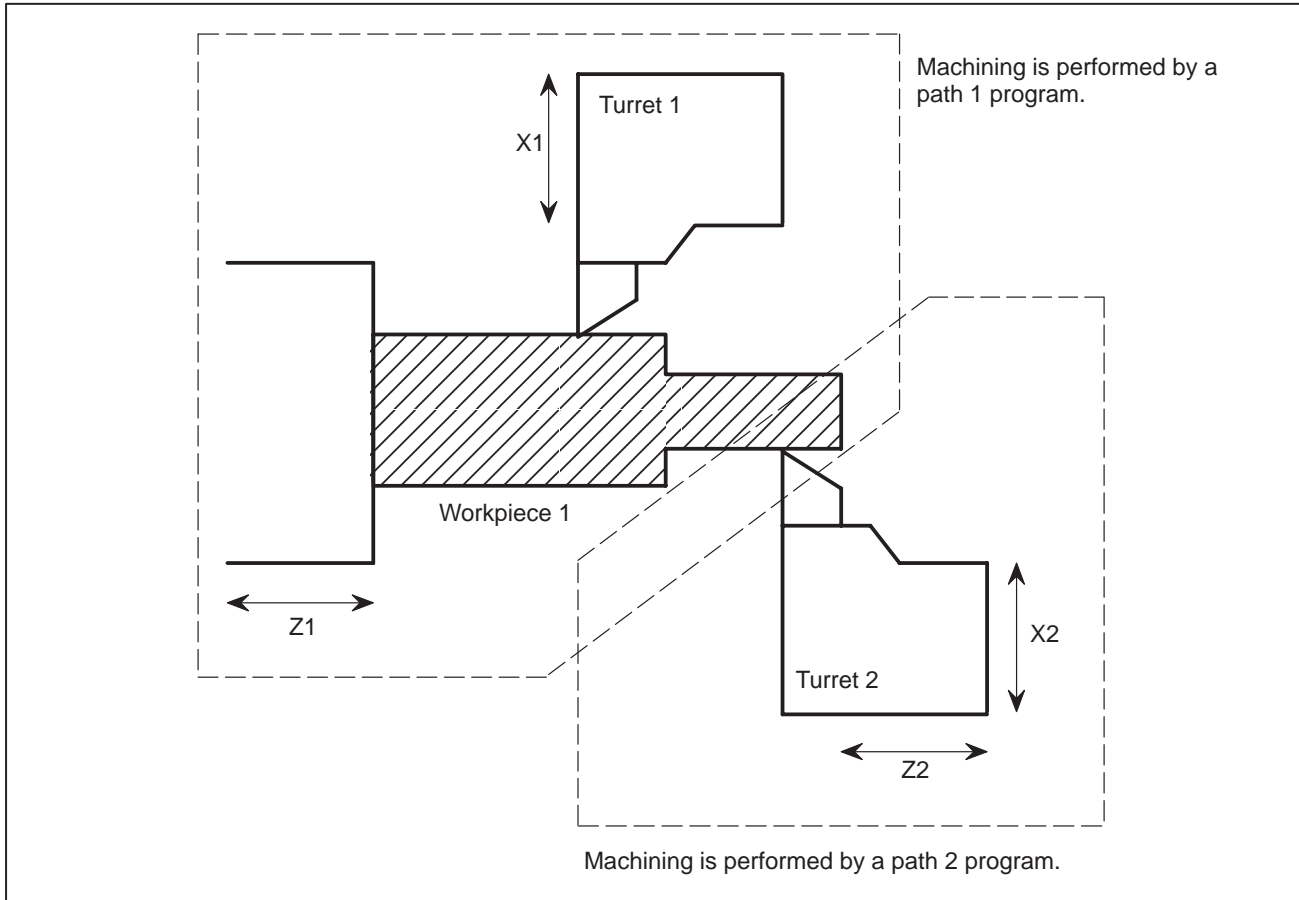 Machining is performed by a
path 1 program.
Turret 1
X1
Workpiece 1
Z1
X2
Turret 2
Z2
Machining is performed by a path 2 program.